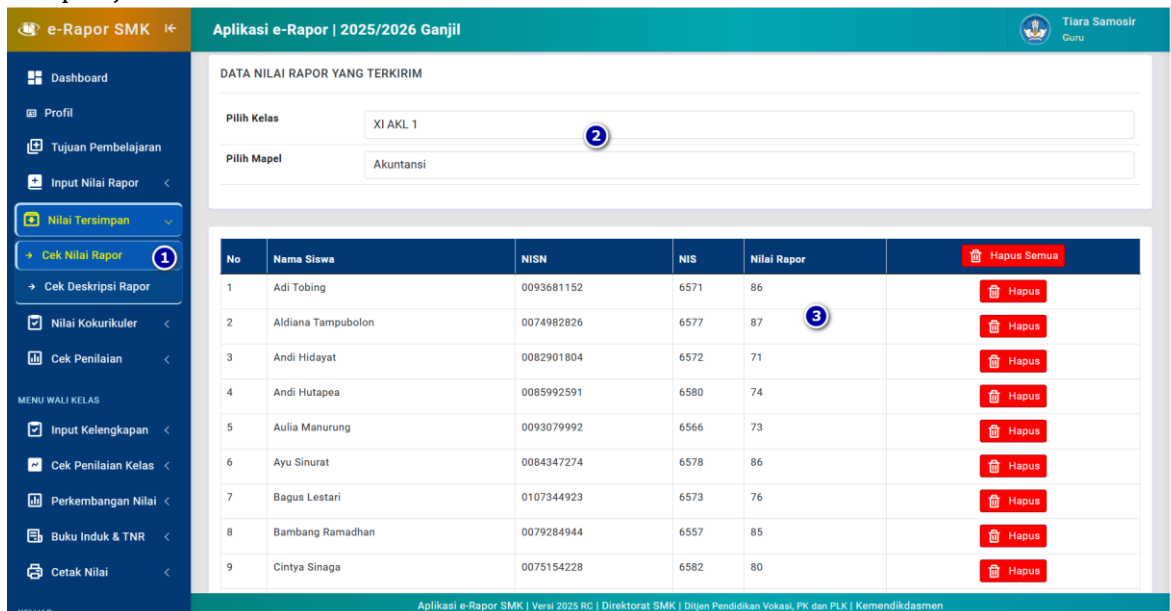 e-Rapor SMK
Aplikasi e-Rapor | 2025/2026 Ganjil
Tiara Samosir
Guru
Dashboard
Profil
Tujuan Pembelajaran
Input Nilai Rapor
Nilai Tersimpan
Cek Nilai Rapor 1
Cek Deskripsi Rapor
Nilai Kokurikuler
Cek Penilaian
MENU WALI KELAS
Input Kelengkapan
Cek Penilaian Kelas
Perkembangan Nilai
Buku Induk & TNR
Cetak Nilai
DATA NILAI RAPOR YANG TERKIRIM
Pilih Kelas XI AKL 1 2
Pilih Mapel Akuntansi
No Nama Siswa NISN NIS Nilai Rapor Hapus Semua
1 Adi Tobing 0093681152 6571 86 Hapus
2 Aldiana Tampubolon 0074982826 6577 87 3 Hapus
3 Andi Hidayat 0082901804 6572 71 Hapus
4 Andi Hutapea 0085992591 6580 74 Hapus
5 Aulia Manurung 0093079992 6566 73 Hapus
6 Ayu Sinurat 0084347274 6578 86 Hapus
7 Bagus Lestari 0107344923 6573 76 Hapus
8 Bambang Ramadhan 0079284944 6557 85 Hapus
9 Cintya Sinaga 0075154228 6582 80 Hapus
Aplikasi e-Rapor SMK | Versi 2025 RC | Direktorat SMK | Ditjen Pendidikan Vokasi, PK dan PLK | Kemendikdasmen